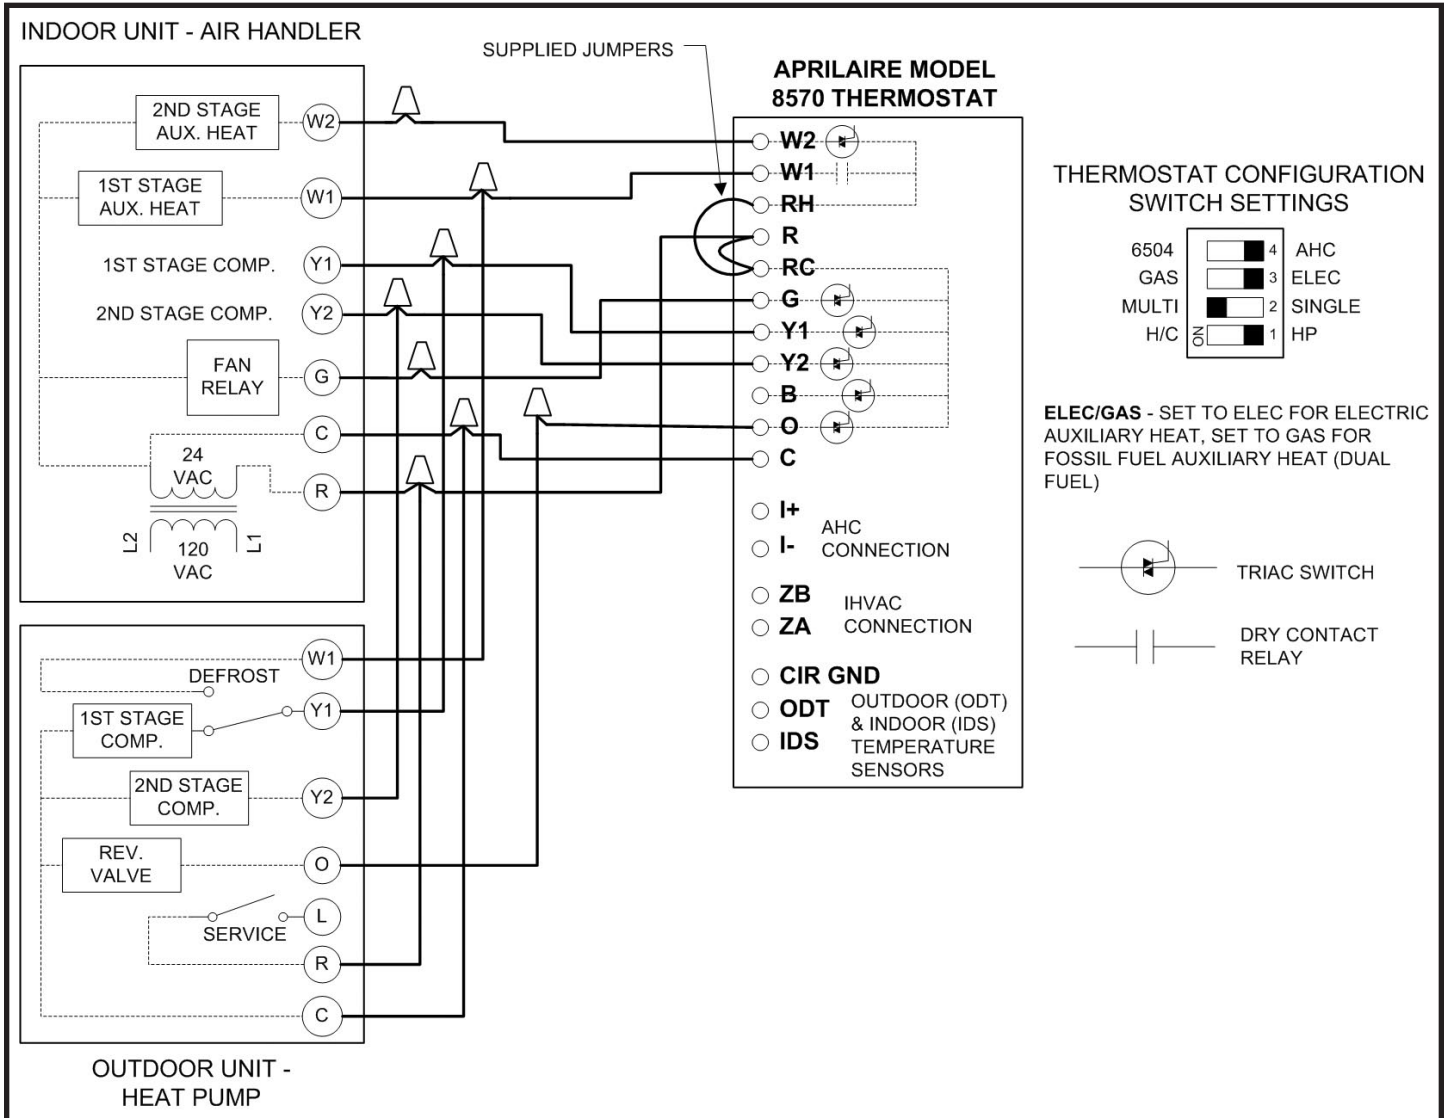 INDOOR UNIT - AIR HANDLER
2ND STAGE
AUX. HEAT
W2
1ST STAGE
AUX. HEAT
W1
1ST STAGE COMP.
Y1
2ND STAGE COMP.
Y2
FAN
RELAY
G
C
24
VAC
R
L2
120
VAC
L1
SUPPLIED JUMPERS
APRILAIRE MODEL
8570 THERMOSTAT
W2
W1
RH
R
RC
G
Y1
Y2
B
O
C
I+
I-
AHC
CONNECTION
ZB
ZA
IHVAC
CONNECTION
CIR GND
ODT
IDS
OUTDOOR (ODT)
& INDOOR (IDS)
TEMPERATURE
SENSORS
THERMOSTAT CONFIGURATION
SWITCH SETTINGS
6504 4 AHC
GAS 3 ELEC
MULTI 2 SINGLE
H/C ON 1 HP
ELEC/GAS - SET TO ELEC FOR ELECTRIC
AUXILIARY HEAT, SET TO GAS FOR
FOSSIL FUEL AUXILIARY HEAT (DUAL
FUEL)
TRIAC SWITCH
DRY CONTACT
RELAY
W1
DEFROST
1ST STAGE
COMP.
Y1
2ND STAGE
COMP.
Y2
REV.
VALVE
O
L
SERVICE
R
C
OUTDOOR UNIT -
HEAT PUMP